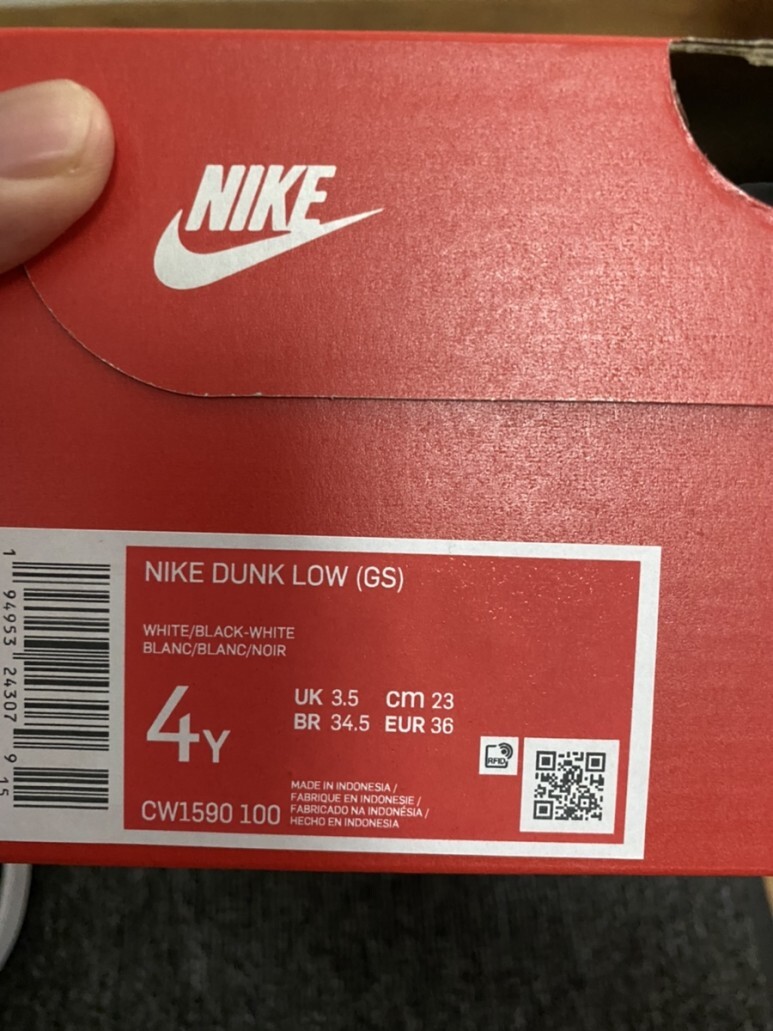 NIKE
NIKE DUNK LOW (GS)
WHITE/BLACK-WHITE
BLANC/BLANC/NOIR
4Y
UK 3.5 cm 23
BR 34.5 EUR 36
RFID
CW1590 100
MADE IN INDONESIA /
FABRIQUE EN INDONESIE /
FABRICADO NA INDONÉSIA /
HECHO EN INDONESIA
1 94953 24307 9 15